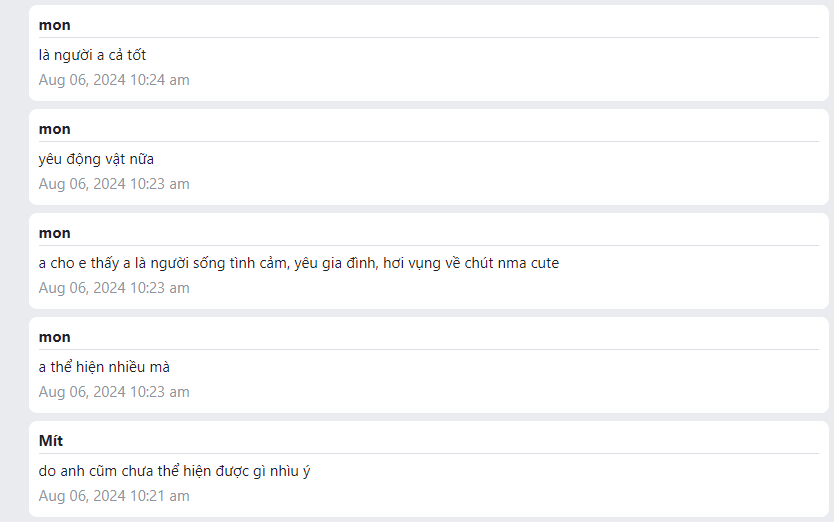 mon
là người a cả tốt
Aug 06, 2024 10:24 am
mon
yêu động vật nữa
Aug 06, 2024 10:23 am
mon
a cho e thấy a là người sống tình cảm, yêu gia đình, hơi vụng về chút nma cute
Aug 06, 2024 10:23 am
mon
a thể hiện nhiều mà
Aug 06, 2024 10:23 am
Mít
do anh cũm chưa thể hiện được gì nhìu ý
Aug 06, 2024 10:21 am